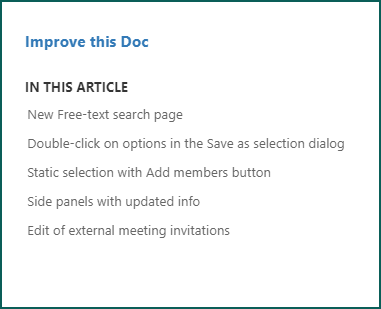 Improve this Doc
IN THIS ARTICLE
New Free-text search page
Double-click on options in the Save as selection dialog
Static selection with Add members button
Side panels with updated info
Edit of external meeting invitations